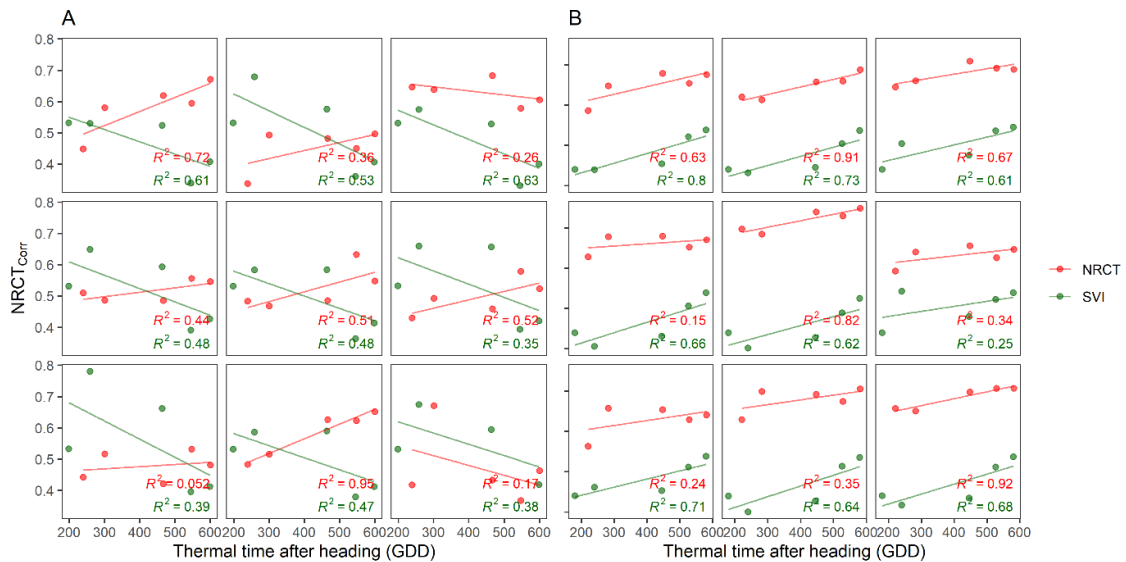 A B
0.8
0.7
0.6
0.5
0.4
R² = 0.72 R² = 0.36 R² = 0.26 R² = 0.63 R² = 0.91 R² = 0.67
R² = 0.61 R² = 0.53 R² = 0.63 R² = 0.8 R² = 0.73 R² = 0.61
0.8
0.7
0.6
0.5
0.4
NRCT_Corr
NRCT
SVI
R² = 0.44 R² = 0.51 R² = 0.52 R² = 0.15 R² = 0.82 R² = 0.34
R² = 0.48 R² = 0.48 R² = 0.35 R² = 0.66 R² = 0.62 R² = 0.25
0.8
0.7
0.6
0.5
0.4
R² = 0.052 R² = 0.95 R² = 0.17 R² = 0.24 R² = 0.35 R² = 0.92
R² = 0.39 R² = 0.47 R² = 0.38 R² = 0.71 R² = 0.64 R² = 0.68
200 300 400 500 600 200 300 400 500 600 200 300 400 500 600 200 300 400 500 600 200 300 400 500 600 200 300 400 500 600
Thermal time after heading (GDD) Thermal time after heading (GDD)